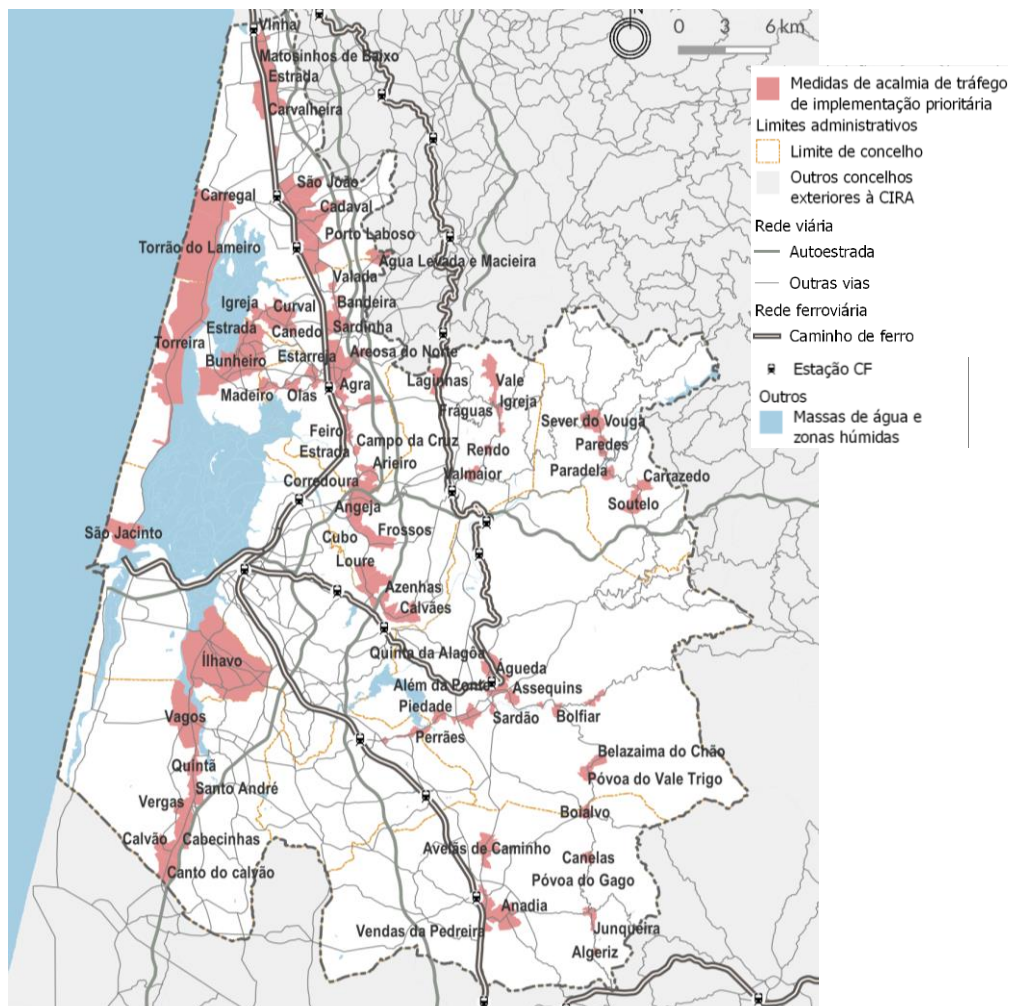 N
0 3 6 km
Vinha
Matosinhos de Baixo
Estrada
Carvalheira
São João
Carregal
Cadaval
Porto Laboso
Torrão do Lameiro
Água Levada e Macieira
Valada
Igreja
Curval
Bandeira
Estrada
Canedo
Sardinha
Torreira
Bunheiro
Estarreja
Areosa do Norte
Madeiro
Olas
Agra
Laginhas
Vale
Igreja
Fráguas
Sever do Vouga
Feiro
Campo da Cruz
Estrada
Rendo
Paredes
Arieiro
Valmaior
Paradela
Carrazedo
Corredoura
Soutelo
Angeja
São Jacinto
Frossos
Cubo
Loure
Azenhas
Calvães
Quinta da Alagôa
Ílhavo
Águeda
Além da Ponte
Assequins
Piedade
Vagos
Sardão
Bolfiar
Perrães
Belazaima do Chão
Quintã
Póvoa do Vale Trigo
Santo André
Vergas
Boialvo
Calvão
Cabecinhas
Avelãs de Caminho
Canelas
Canto do calvão
Póvoa do Gago
Anadia
Vendas da Pedreira
Junqueira
Algeriz
Medidas de acalmia de tráfego
de implementação prioritária
Limites administrativos
Limite de concelho
Outros concelhos
exteriores à CIRA
Rede viária
Autoestrada
Outras vias
Rede ferroviária
Caminho de ferro
Estação CF
Outros
Massas de água e
zonas húmidas